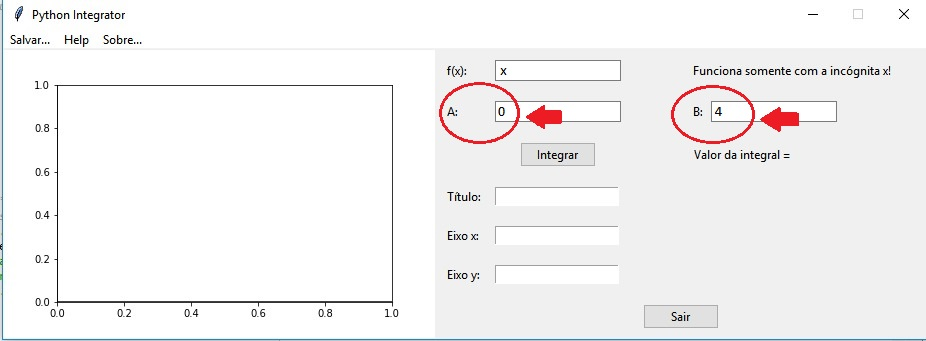 Python Integrator
Salvar... Help Sobre...
f(x): x Funciona somente com a incógnita x!
A: 0 B: 4
Integrar Valor da integral =
Título:
Eixo x:
Eixo y:
Sair
1.0
0.8
0.6
0.4
0.2
0.0
0.0 0.2 0.4 0.6 0.8 1.0